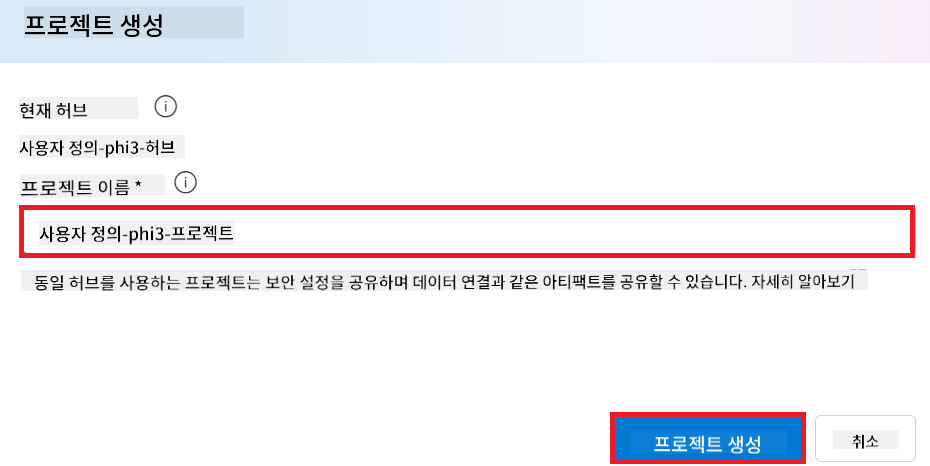 프로젝트 생성
현재 허브
사용자 정의-phi3-허브
프로젝트 이름 *
사용자 정의-phi3-프로젝트
동일 허브를 사용하는 프로젝트는 보안 설정을 공유하며 데이터 연결과 같은 아티팩트를 공유할 수 있습니다. 자세히 알아보기
프로젝트 생성 취소